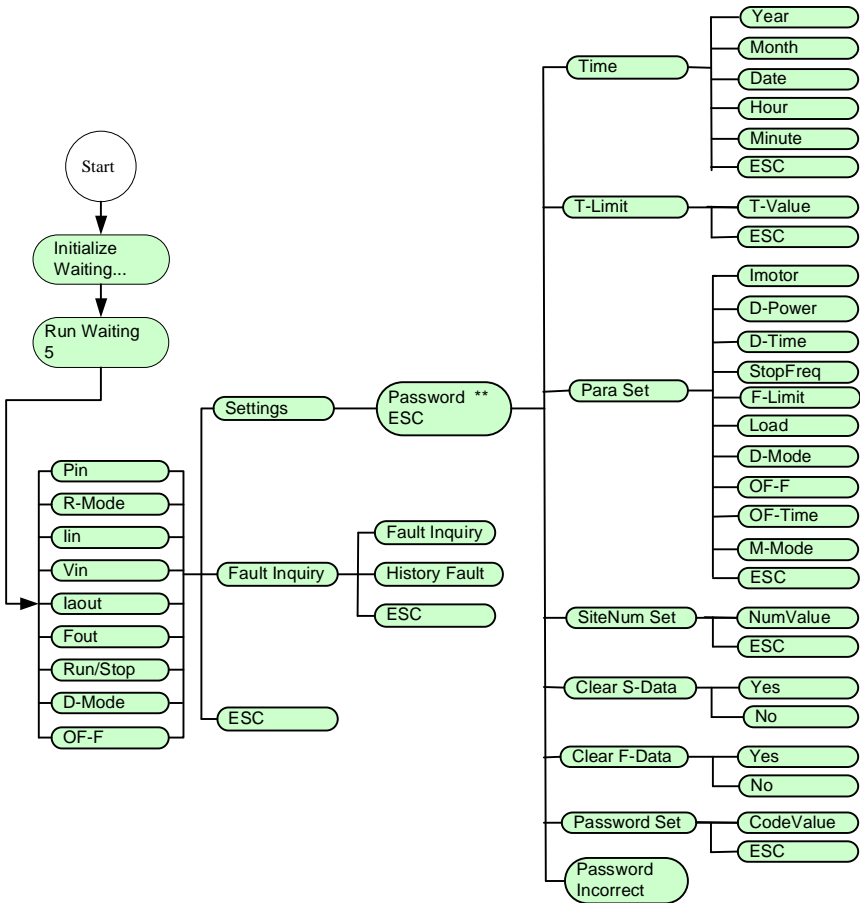 Start
Initialize
Waiting...
Run Waiting
5
Pin
R-Mode
Iin
Vin
Iaout
Fout
Run/Stop
D-Mode
OF-F
Settings
Fault Inquiry
ESC
Fault Inquiry
History Fault
ESC
Password **
ESC
Time
Year
Month
Date
Hour
Minute
ESC
T-Limit
T-Value
ESC
Para Set
Imotor
D-Power
D-Time
StopFreq
F-Limit
Load
D-Mode
OF-F
OF-Time
M-Mode
ESC
SiteNum Set
NumValue
ESC
Clear S-Data
Yes
No
Clear F-Data
Yes
No
Password Set
CodeValue
ESC
Password
Incorrect